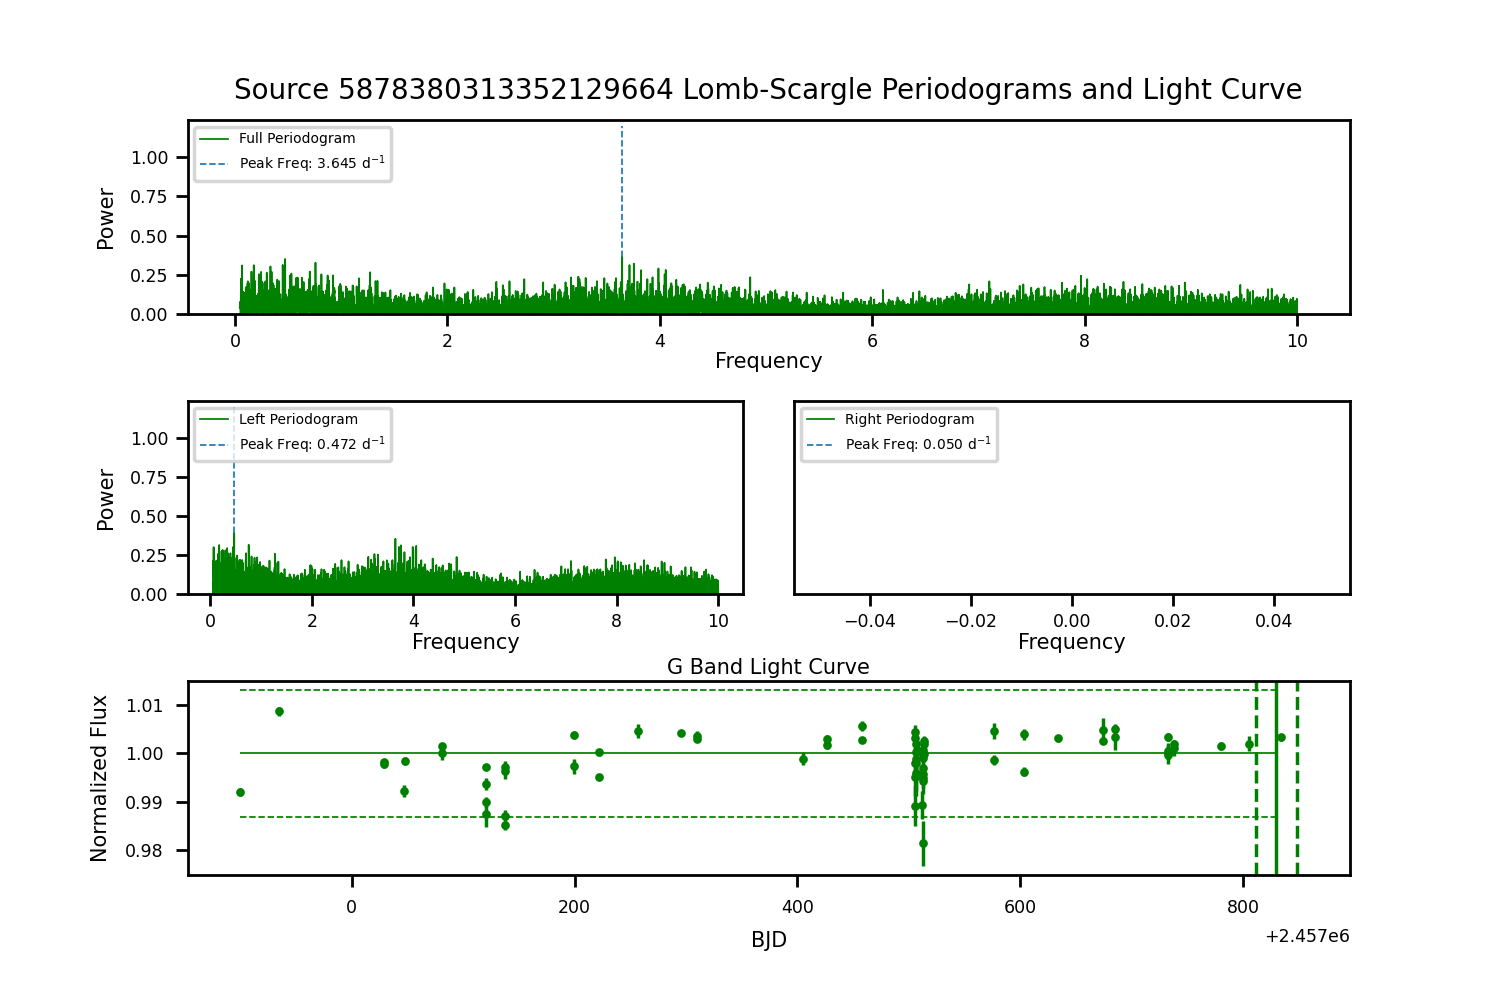 Source 5878380313352129664 Lomb-Scargle Periodograms and Light Curve
Full Periodogram
Peak Freq: 3.645 d⁻¹
Power
1.00
0.75
0.50
0.25
0.00
0 2 4 6 8 10
Frequency
Left Periodogram
Peak Freq: 0.472 d⁻¹
Power
1.00
0.75
0.50
0.25
0.00
0 2 4 6 8 10
Frequency
Right Periodogram
Peak Freq: 0.050 d⁻¹
−0.04 −0.02 0.00 0.02 0.04
Frequency
G Band Light Curve
Normalized Flux
1.01
1.00
0.99
0.98
0 200 400 600 800
BJD
+2.457e6